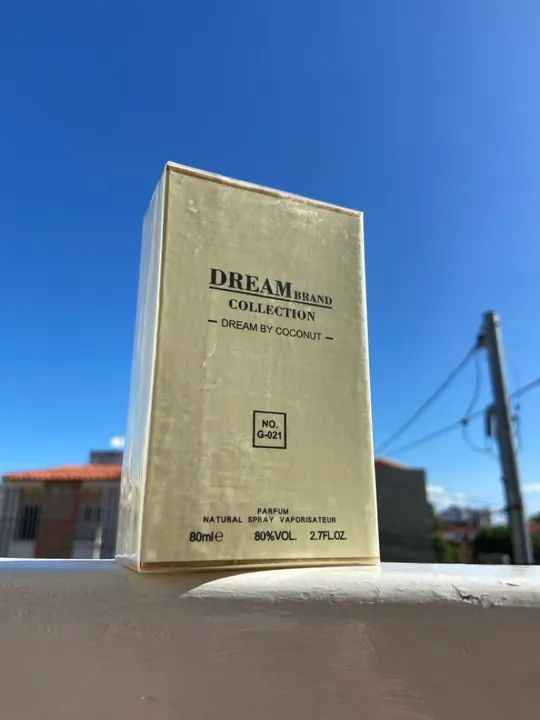 DREAM BRAND
COLLECTION
— DREAM BY COCONUT —
NO.
G-021
PARFUM
NATURAL SPRAY VAPORISATEUR
80ml℮ 80%VOL. 2.7FL.OZ.